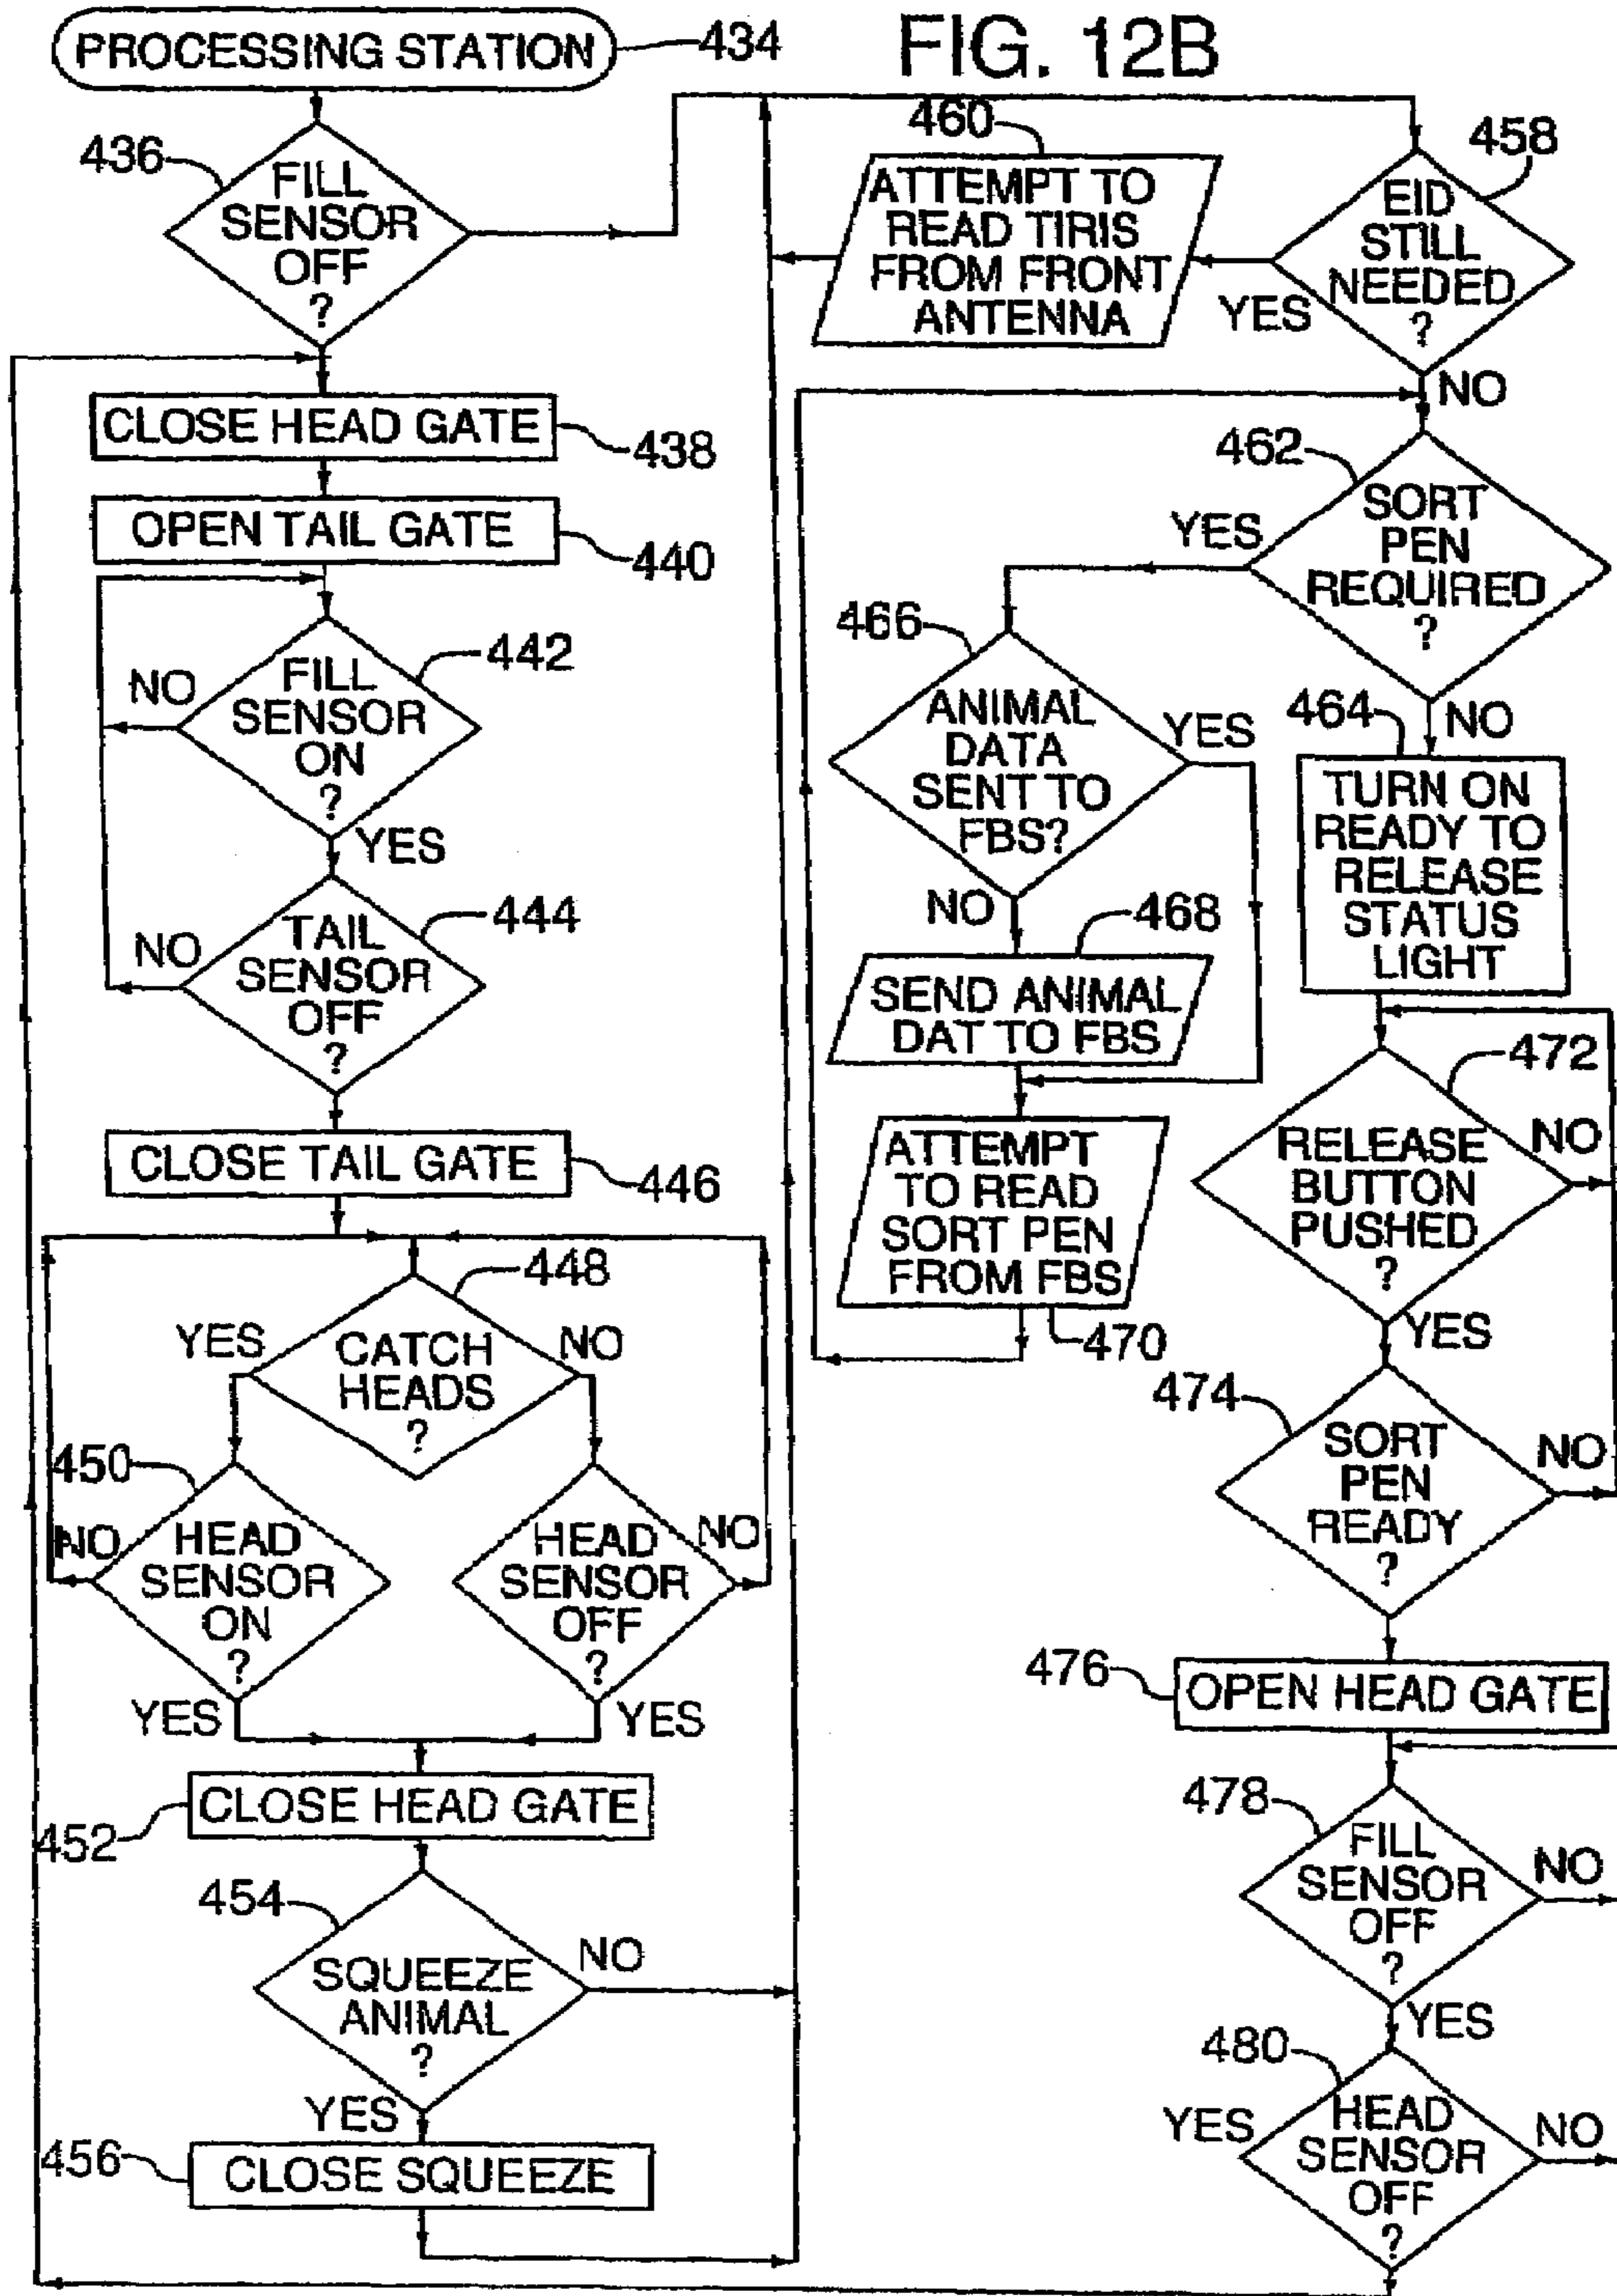 FIG. 12B
PROCESSING STATION
434
436
FILL
SENSOR
OFF
?
CLOSE HEAD GATE
438
OPEN TAIL GATE
440
442
FILL
SENSOR
ON
?
NO
YES
444
TAIL
SENSOR
OFF
?
NO
CLOSE TAIL GATE
446
448
YES
CATCH
HEADS
?
NO
450
NO
HEAD
SENSOR
ON
?
YES
HEAD
SENSOR
OFF
?
NO
YES
CLOSE HEAD GATE
452
454
SQUEEZE
ANIMAL
?
NO
YES
456
CLOSE SQUEEZE
460
ATTEMPT TO
READ TIRIS
FROM FRONT
ANTENNA
458
EID
STILL
NEEDED
?
YES
NO
462
SORT
PEN
REQUIRED
?
YES
NO
466
ANIMAL
DATA
SENT TO
FBS?
YES
NO
468
SEND ANIMAL
DAT TO FBS
ATTEMPT
TO READ
SORT PEN
FROM FBS
470
464
TURN ON
READY TO
RELEASE
STATUS
LIGHT
472
RELEASE
BUTTON
PUSHED
?
NO
YES
474
SORT
PEN
READY
?
NO
476
OPEN HEAD GATE
478
FILL
SENSOR
OFF
?
NO
YES
480
YES
HEAD
SENSOR
OFF
?
NO